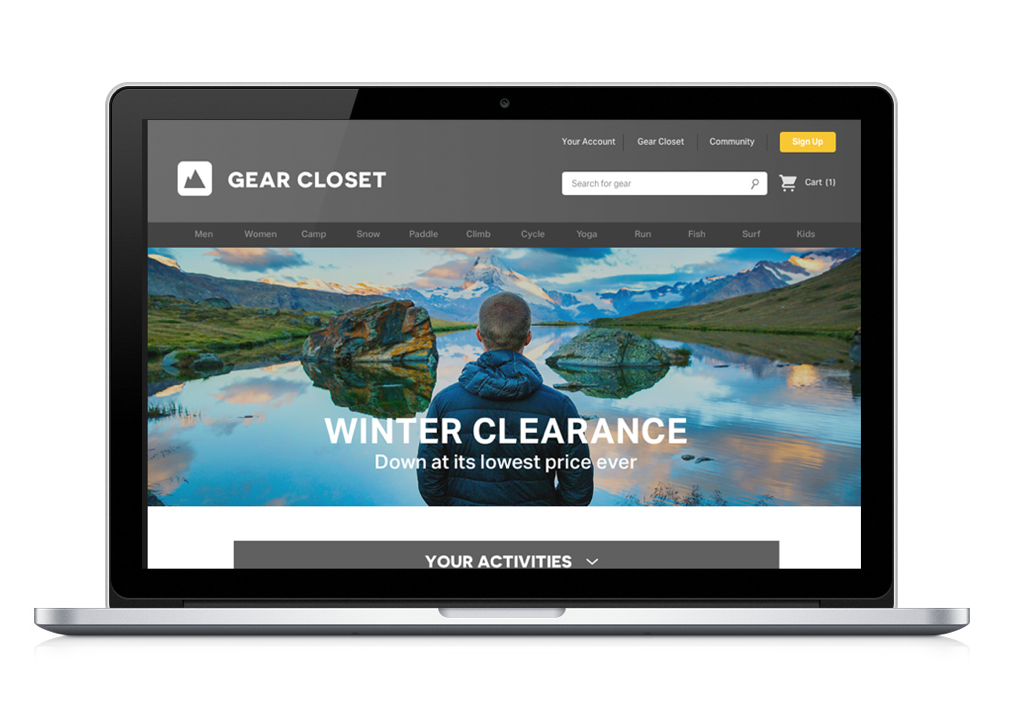 Your Account Gear Closet Community Sign Up
GEAR CLOSET
Search for gear Cart (1)
Men Women Camp Snow Paddle Climb Cycle Yoga Run Fish Surf Kids
WINTER CLEARANCE
Down at its lowest price ever
YOUR ACTIVITIES